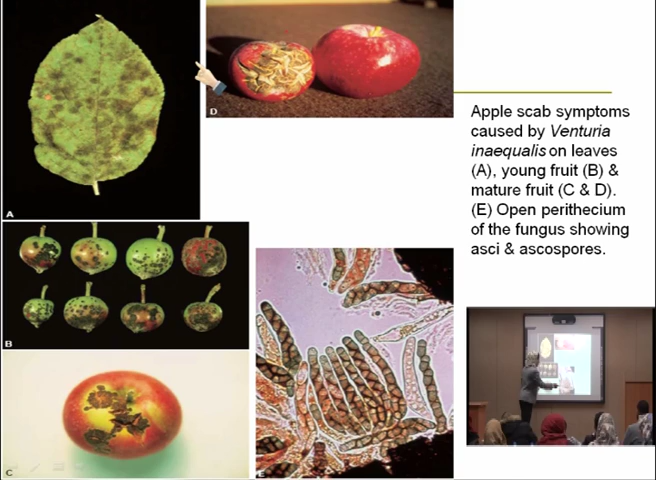 A
D
Apple scab symptoms
caused by Venturia
inaequalis on leaves
(A), young fruit (B) &
mature fruit (C & D).
(E) Open perithecium
of the fungus showing
asci & ascospores.
B
C
E